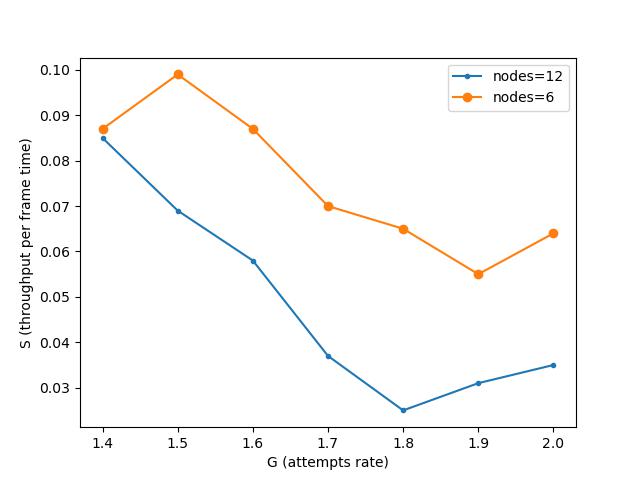 nodes=12
nodes=6
0.10
0.09
0.08
0.07
0.06
0.05
0.04
0.03
S (throughput per frame time)
1.4 1.5 1.6 1.7 1.8 1.9 2.0
G (attempts rate)